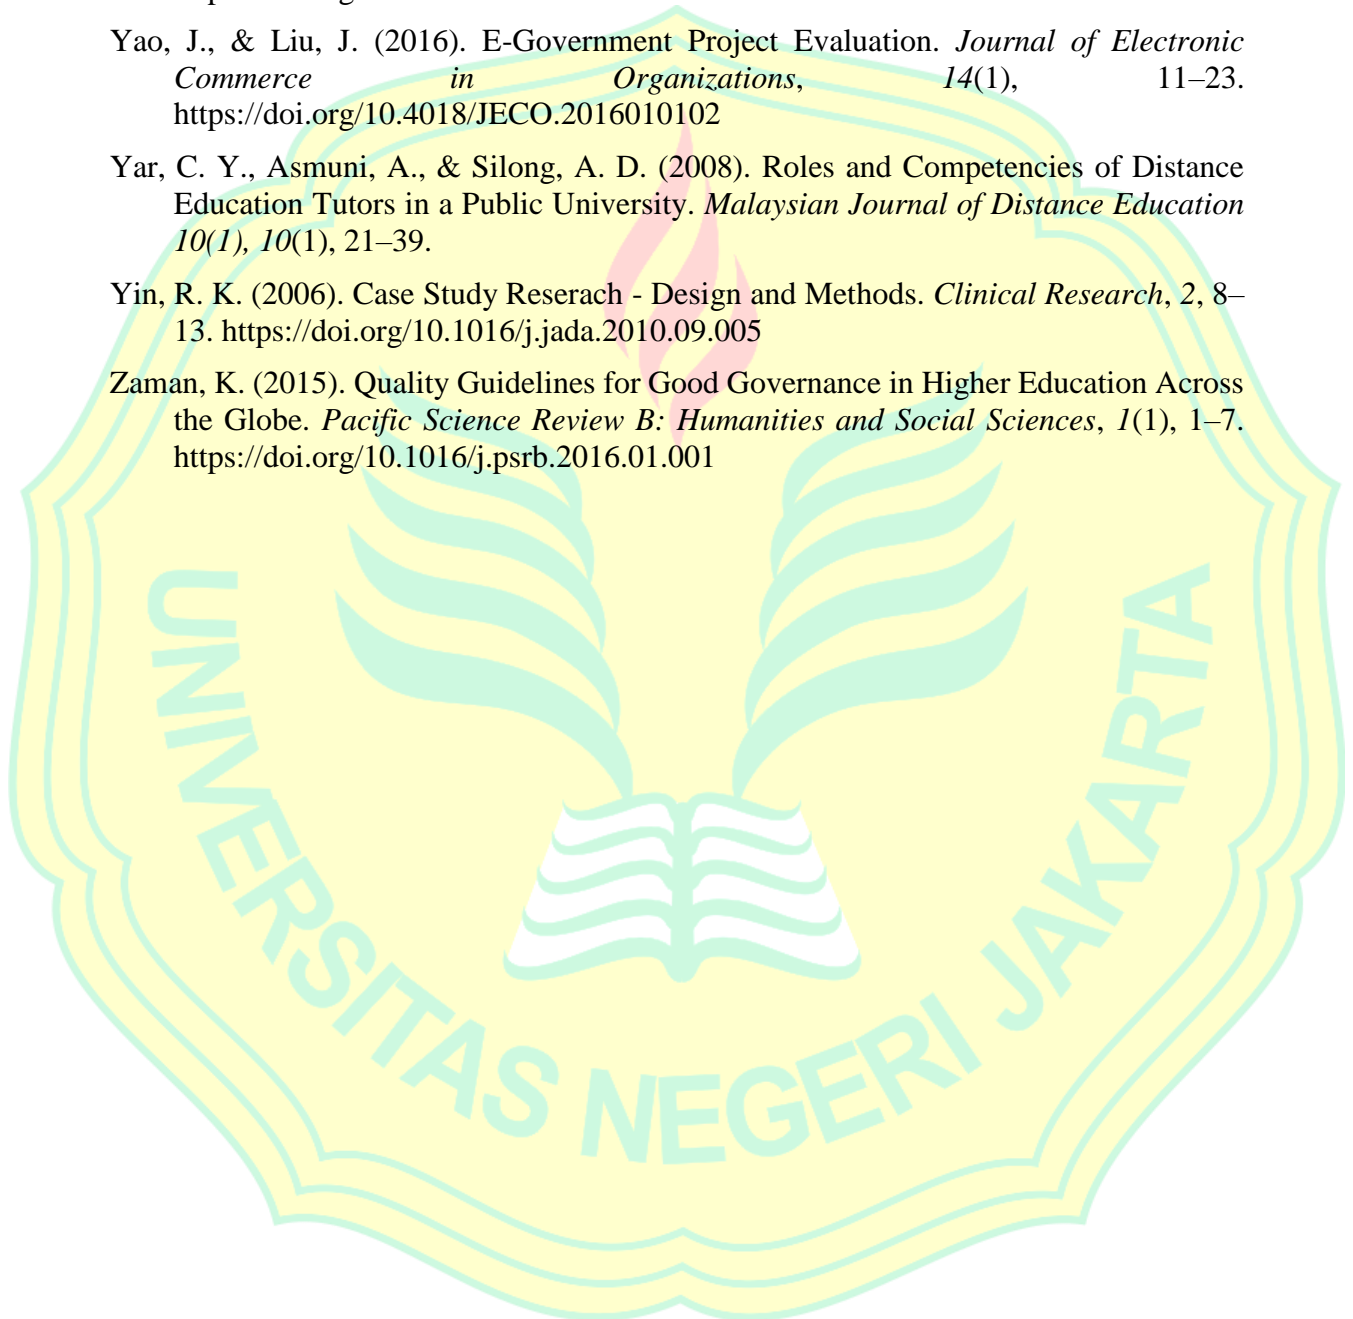 Yao, J., & Liu, J. (2016). E-Government Project Evaluation. Journal of Electronic
Commerce in Organizations, 14(1), 11–23.
https://doi.org/10.4018/JECO.2016010102
Yar, C. Y., Asmuni, A., & Silong, A. D. (2008). Roles and Competencies of Distance
Education Tutors in a Public University. Malaysian Journal of Distance Education
10(1), 10(1), 21–39.
Yin, R. K. (2006). Case Study Reserach - Design and Methods. Clinical Research, 2, 8–
13. https://doi.org/10.1016/j.jada.2010.09.005
Zaman, K. (2015). Quality Guidelines for Good Governance in Higher Education Across
the Globe. Pacific Science Review B: Humanities and Social Sciences, 1(1), 1–7.
https://doi.org/10.1016/j.psrb.2016.01.001
UNIVERSITAS NEGERI JAKARTA